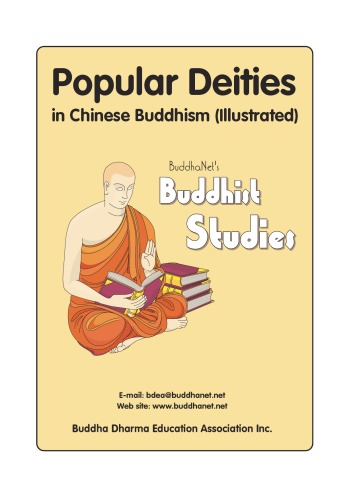 Popular Deities
in Chinese Buddhism (Illustrated)
BuddhaNet's
Buddhist
Studies
E-mail: bdea@buddhanet.net
Web site: www.buddhanet.net
Buddha Dharma Education Association Inc.